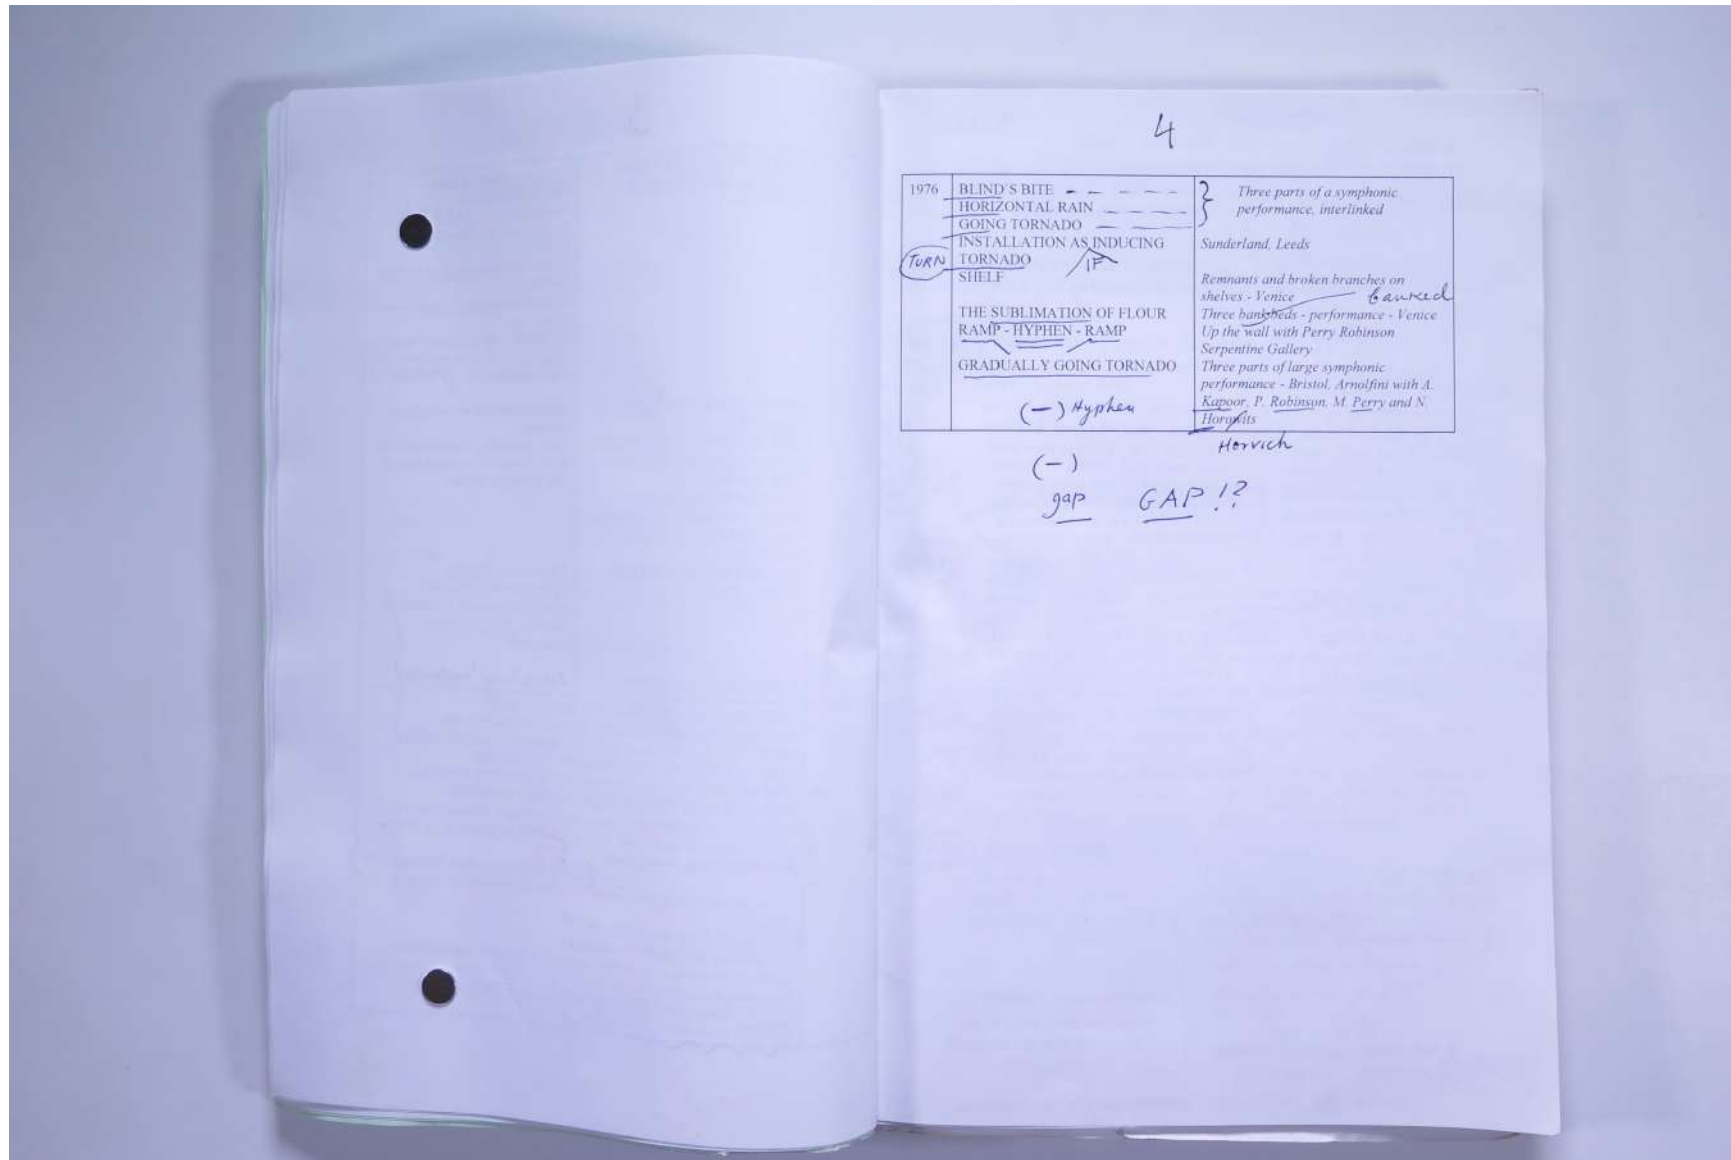 4
1976
BLIND'S BITE - - - - -
HORIZONTAL RAIN - - - -
GOING TORNADO - - -
INSTALLATION AS INDUCING
TURN TORNADO
IF
SHELF
THE SUBLIMATION OF FLOUR
RAMP - HYPHEN - RAMP
GRADUALLY GOING TORNADO
(-) Hyphen
} Three parts of a symphonic
performance, interlinked
Sunderland, Leeds
Remnants and broken branches on
shelves - Venice
banked
Three banksbeds - performance - Venice
Up the wall with Perry Robinson
Serpentine Gallery
Three parts of large symphonic
performance - Bristol, Arnolfini with A.
Kapoor, P. Robinson, M. Perry and N.
Horowits
Horvich
(-)
gap GAP!?